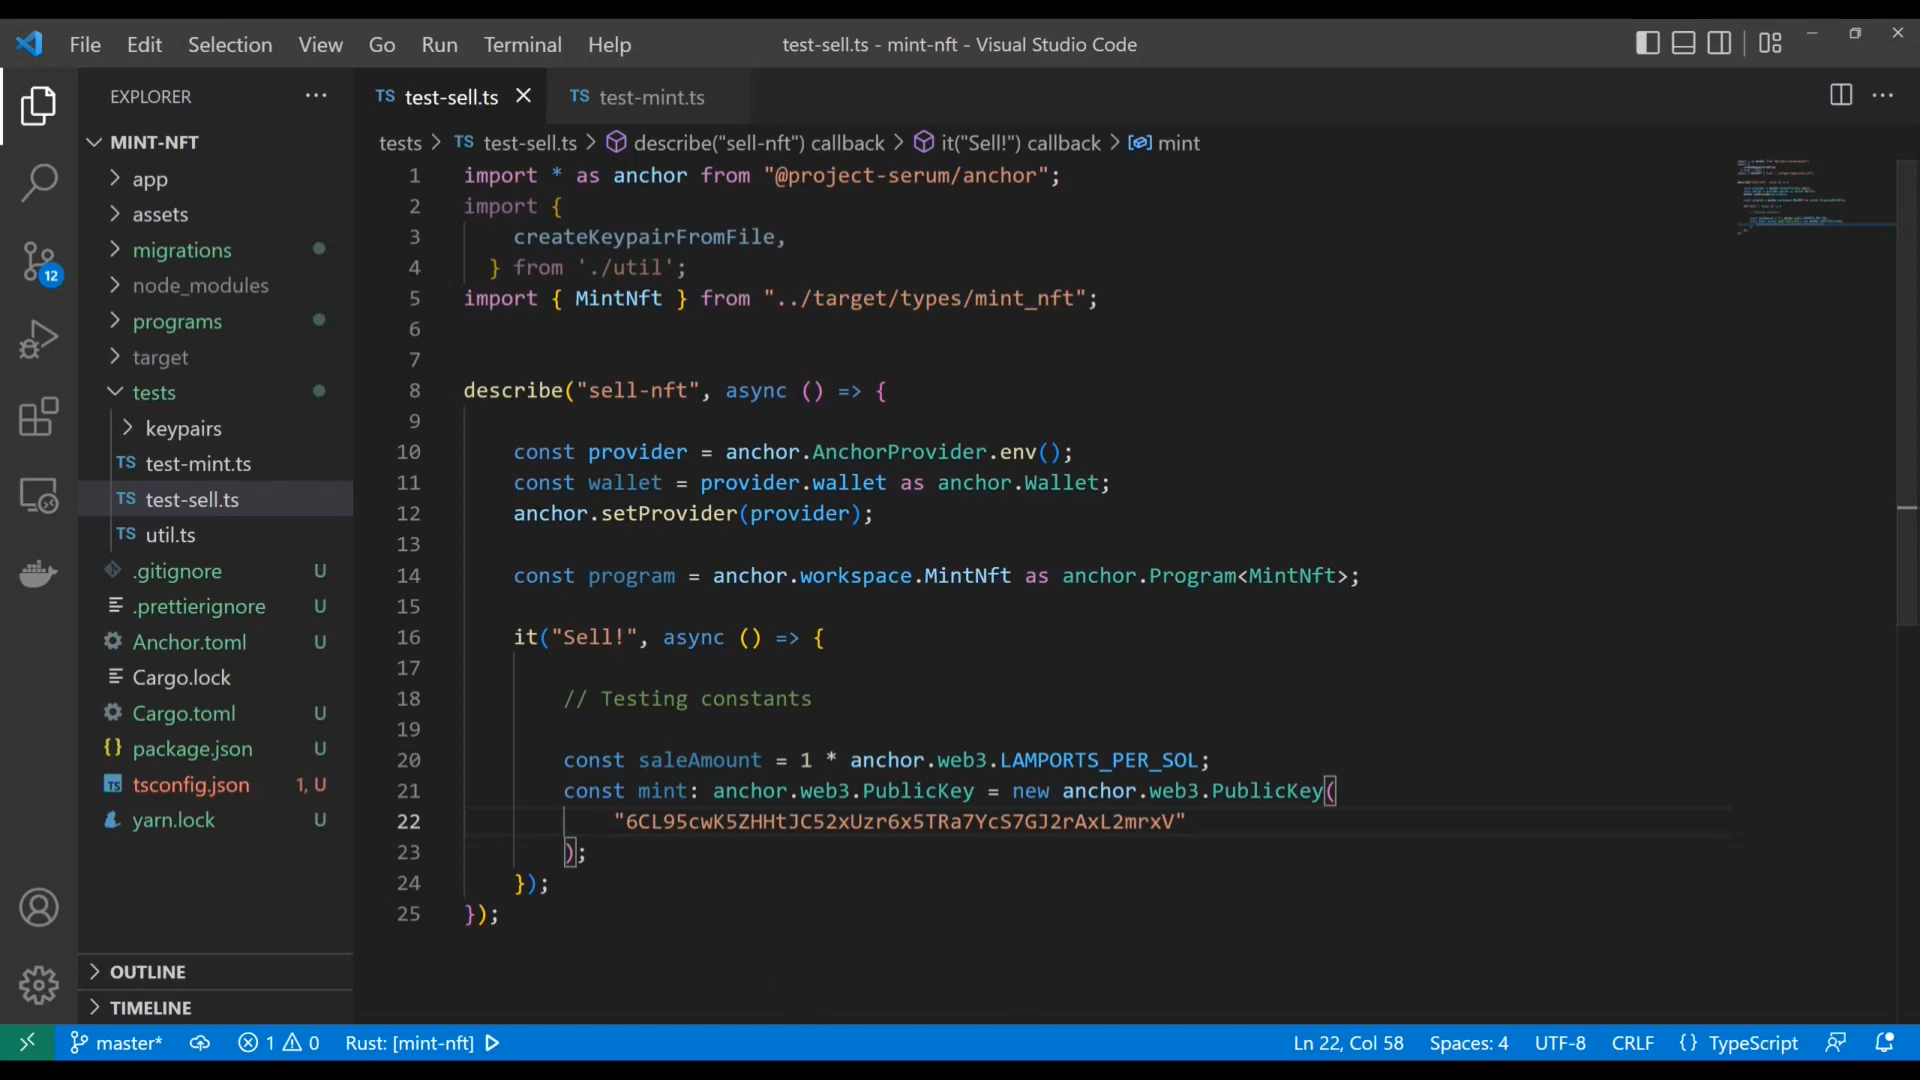 File Edit Selection View Go Run Terminal Help
test-sell.ts - mint-nft - Visual Studio Code
EXPLORER
MINT-NFT
app
assets
migrations
node_modules
programs
target
tests
keypairs
TS test-mint.ts
TS test-sell.ts
TS util.ts
.gitignore U
.prettierignore U
Anchor.toml U
Cargo.lock
Cargo.toml U
{} package.json U
TS tsconfig.json 1, U
yarn.lock U
OUTLINE
TIMELINE
12
TS test-sell.ts
TS test-mint.ts
tests > TS test-sell.ts > describe("sell-nft") callback > it("Sell!") callback > mint
1 import * as anchor from "@project-serum/anchor";
2 import {
3 createKeypairFromFile,
4 } from './util';
5 import { MintNft } from "../target/types/mint_nft";
6
7
8 describe("sell-nft", async () => {
9
10 const provider = anchor.AnchorProvider.env();
11 const wallet = provider.wallet as anchor.Wallet;
12 anchor.setProvider(provider);
13
14 const program = anchor.workspace.MintNft as anchor.Program<MintNft>;
15
16 it("Sell!", async () => {
17
18 // Testing constants
19
20 const saleAmount = 1 * anchor.web3.LAMPORTS_PER_SOL;
21 const mint: anchor.web3.PublicKey = new anchor.web3.PublicKey(
22 "6CL95cwK5ZHHtJC52xUzr6x5TRa7YcS7GJ2rAxL2mrxV"
23 );
24 });
25 });
master* 1 0 Rust: [mint-nft]
Ln 22, Col 58 Spaces: 4 UTF-8 CRLF {} TypeScript